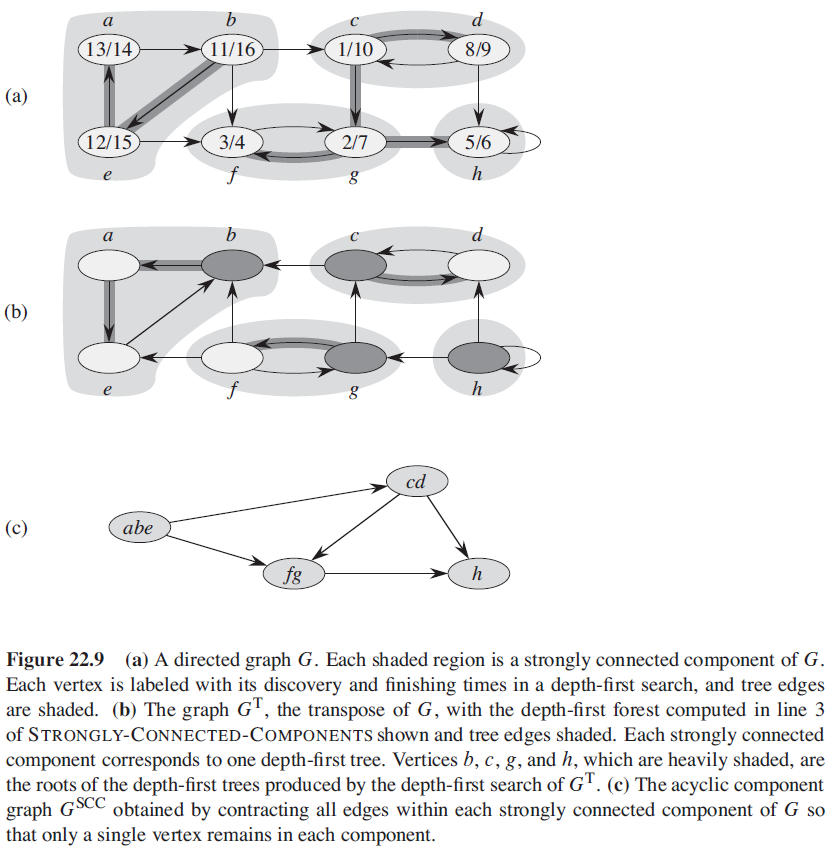 a b c d
13/14 11/16 1/10 8/9
(a)
12/15 3/4 2/7 5/6
e f g h
a b c d
(b)
e f g h
cd
(c) abe
fg h
Figure 22.9 (a) A directed graph G. Each shaded region is a strongly connected component of G.
Each vertex is labeled with its discovery and finishing times in a depth-first search, and tree edges
are shaded. (b) The graph Gᵀ, the transpose of G, with the depth-first forest computed in line 3
of STRONGLY-CONNECTED-COMPONENTS shown and tree edges shaded. Each strongly connected
component corresponds to one depth-first tree. Vertices b, c, g, and h, which are heavily shaded, are
the roots of the depth-first trees produced by the depth-first search of Gᵀ. (c) The acyclic component
graph Gˢᶜᶜ obtained by contracting all edges within each strongly connected component of G so
that only a single vertex remains in each component.